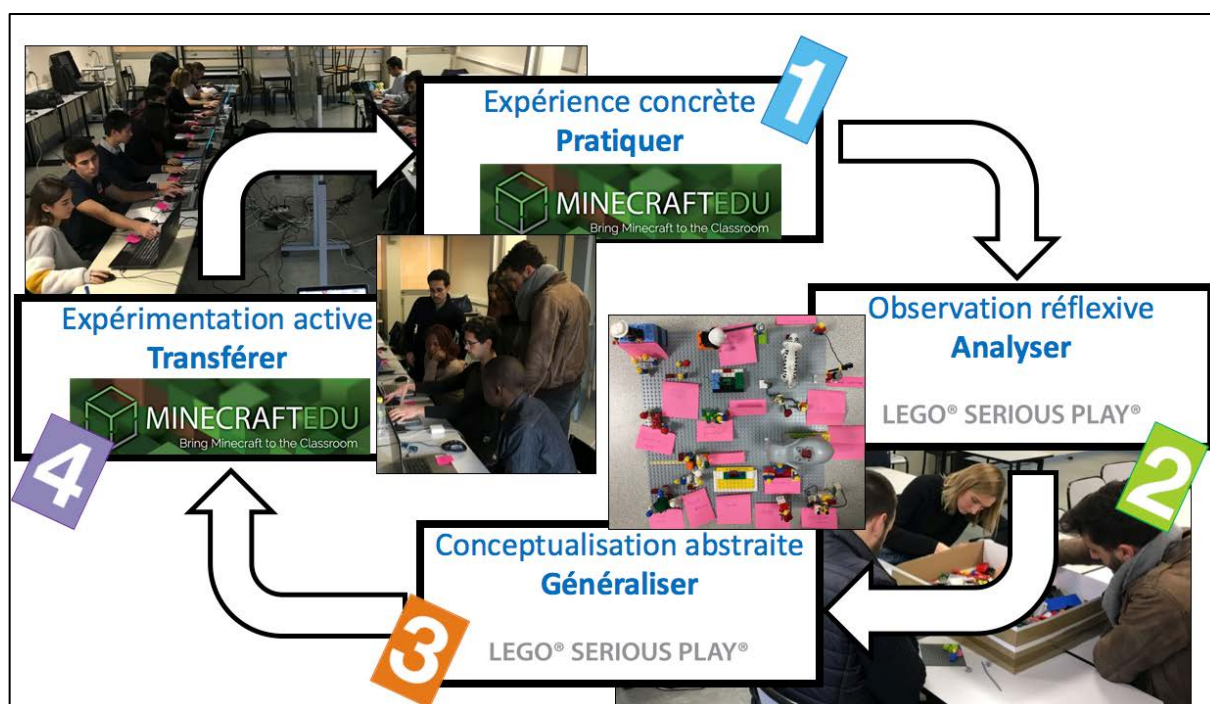 1
Expérience concrète
Pratiquer
MINECRAFTEDU
Bring Minecraft to the Classroom
2
Observation réflexive
Analyser
LEGO® SERIOUS PLAY®
3
Conceptualisation abstraite
Généraliser
LEGO® SERIOUS PLAY®
4
Expérimentation active
Transférer
MINECRAFTEDU
Bring Minecraft to the Classroom